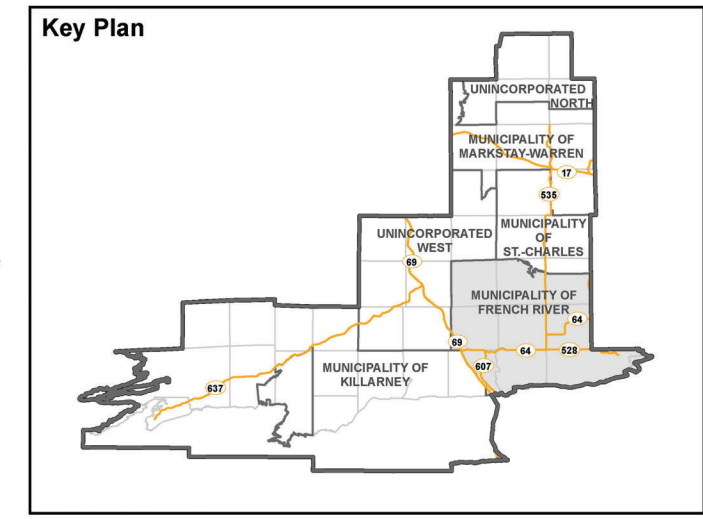 Key Plan
UNINCORPORATED
NORTH
MUNICIPALITY OF
MARKSTAY-WARREN
17
535
MUNICIPALITY
OF
ST.-CHARLES
UNINCORPORATED
WEST
69
MUNICIPALITY OF
FRENCH RIVER
64
69
64
528
607
MUNICIPALITY OF
KILLARNEY
637